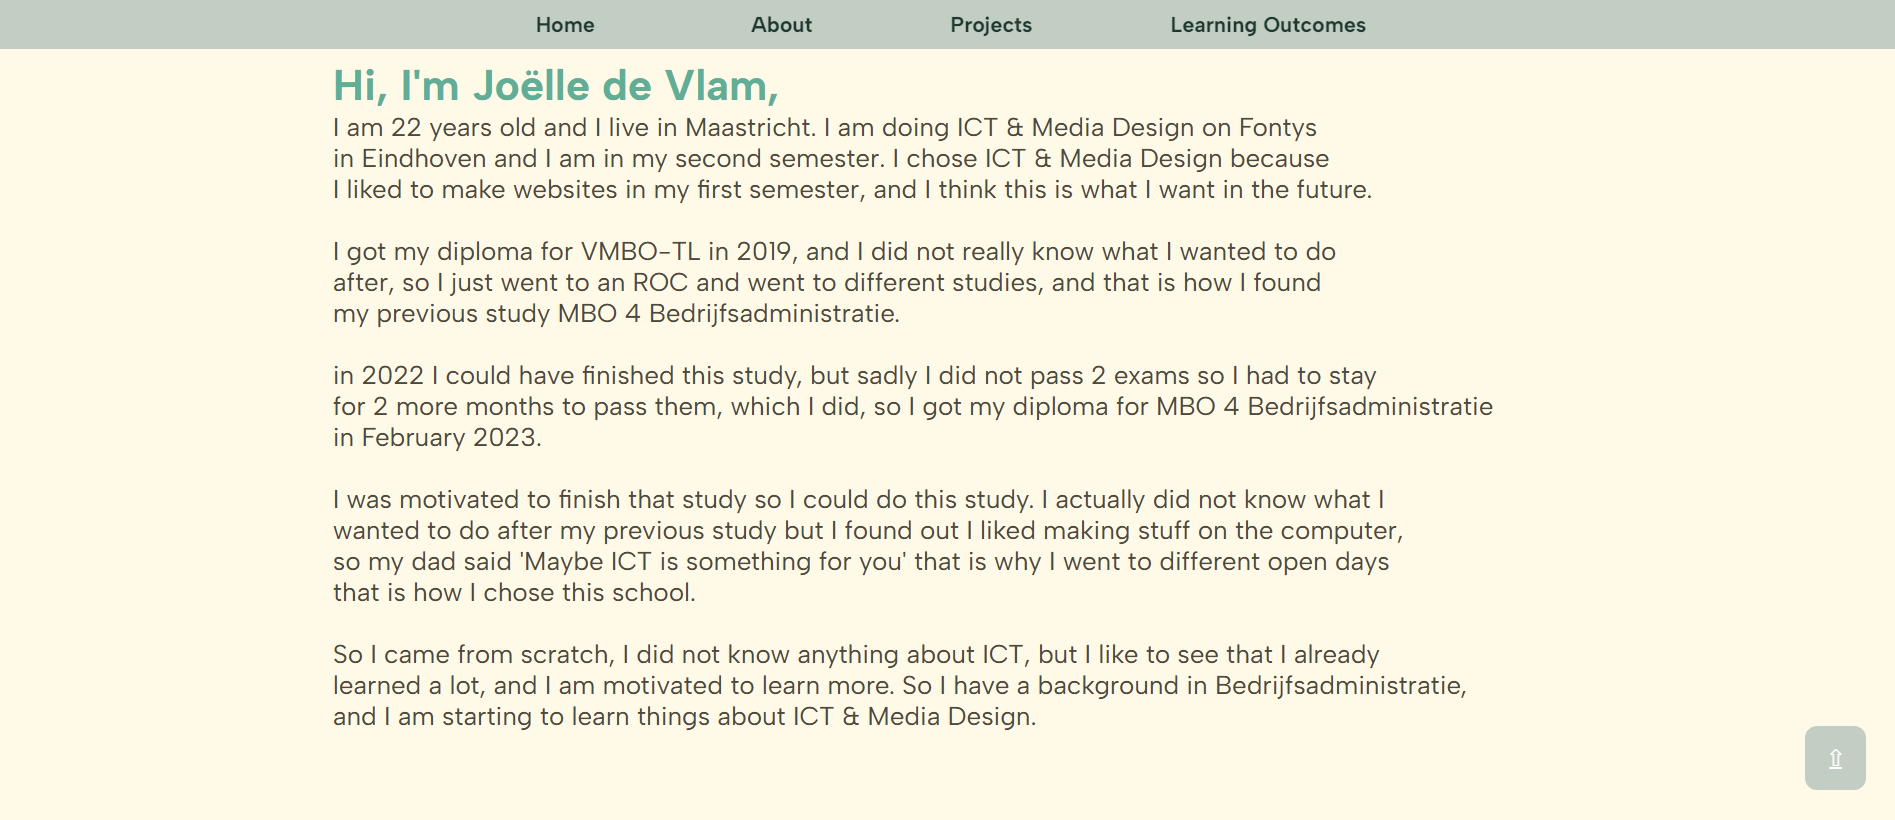 Home About Projects Learning Outcomes
Hi, I'm Joëlle de Vlam,
I am 22 years old and I live in Maastricht. I am doing ICT & Media Design on Fontys
in Eindhoven and I am in my second semester. I chose ICT & Media Design because
I liked to make websites in my first semester, and I think this is what I want in the future.
I got my diploma for VMBO-TL in 2019, and I did not really know what I wanted to do
after, so I just went to an ROC and went to different studies, and that is how I found
my previous study MBO 4 Bedrijfsadministratie.
in 2022 I could have finished this study, but sadly I did not pass 2 exams so I had to stay
for 2 more months to pass them, which I did, so I got my diploma for MBO 4 Bedrijfsadministratie
in February 2023.
I was motivated to finish that study so I could do this study. I actually did not know what I
wanted to do after my previous study but I found out I liked making stuff on the computer,
so my dad said 'Maybe ICT is something for you' that is why I went to different open days
that is how I chose this school.
So I came from scratch, I did not know anything about ICT, but I like to see that I already
learned a lot, and I am motivated to learn more. So I have a background in Bedrijfsadministratie,
and I am starting to learn things about ICT & Media Design.
⇧